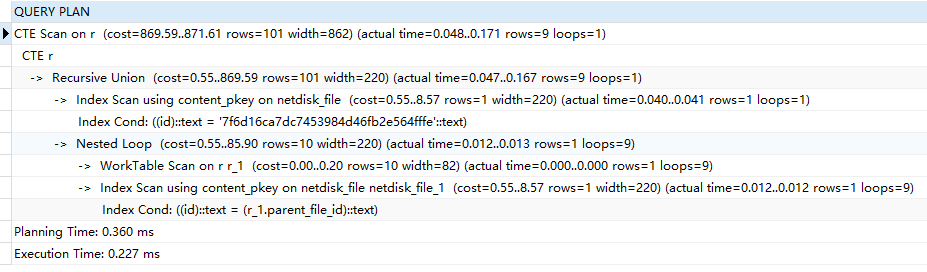 QUERY PLAN
CTE Scan on r  (cost=869.59..871.61 rows=101 width=862) (actual time=0.048..0.171 rows=9 loops=1)
CTE r
->  Recursive Union  (cost=0.55..869.59 rows=101 width=220) (actual time=0.047..0.167 rows=9 loops=1)
->  Index Scan using content_pkey on netdisk_file  (cost=0.55..8.57 rows=1 width=220) (actual time=0.040..0.041 rows=1 loops=1)
Index Cond: ((id)::text = '7f6d16ca7dc7453984d46fb2e564fffe'::text)
->  Nested Loop  (cost=0.55..85.90 rows=10 width=220) (actual time=0.012..0.013 rows=1 loops=9)
->  WorkTable Scan on r r_1  (cost=0.00..0.20 rows=10 width=82) (actual time=0.000..0.000 rows=1 loops=9)
->  Index Scan using content_pkey on netdisk_file netdisk_file_1  (cost=0.55..8.57 rows=1 width=220) (actual time=0.012..0.012 rows=1 loops=9)
Index Cond: ((id)::text = (r_1.parent_file_id)::text)
Planning Time: 0.360 ms
Execution Time: 0.227 ms